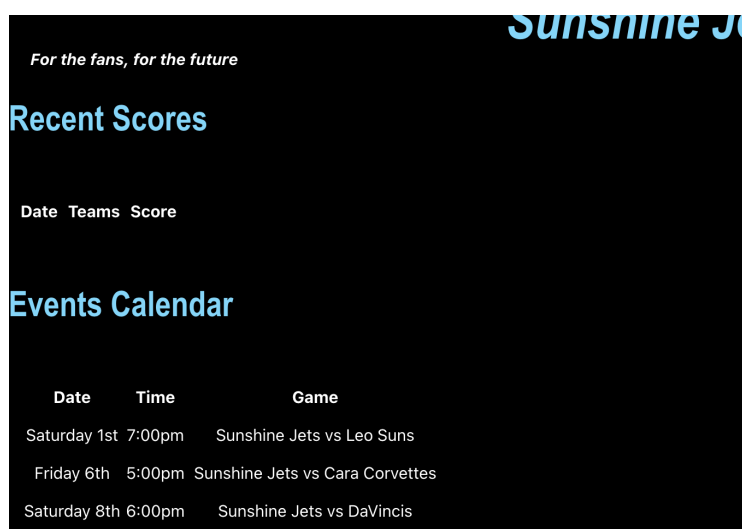 Sunshine Je
For the fans, for the future
Recent Scores
Date Teams Score
Events Calendar
Date Time Game
Saturday 1st 7:00pm Sunshine Jets vs Leo Suns
Friday 6th 5:00pm Sunshine Jets vs Cara Corvettes
Saturday 8th 6:00pm Sunshine Jets vs DaVincis